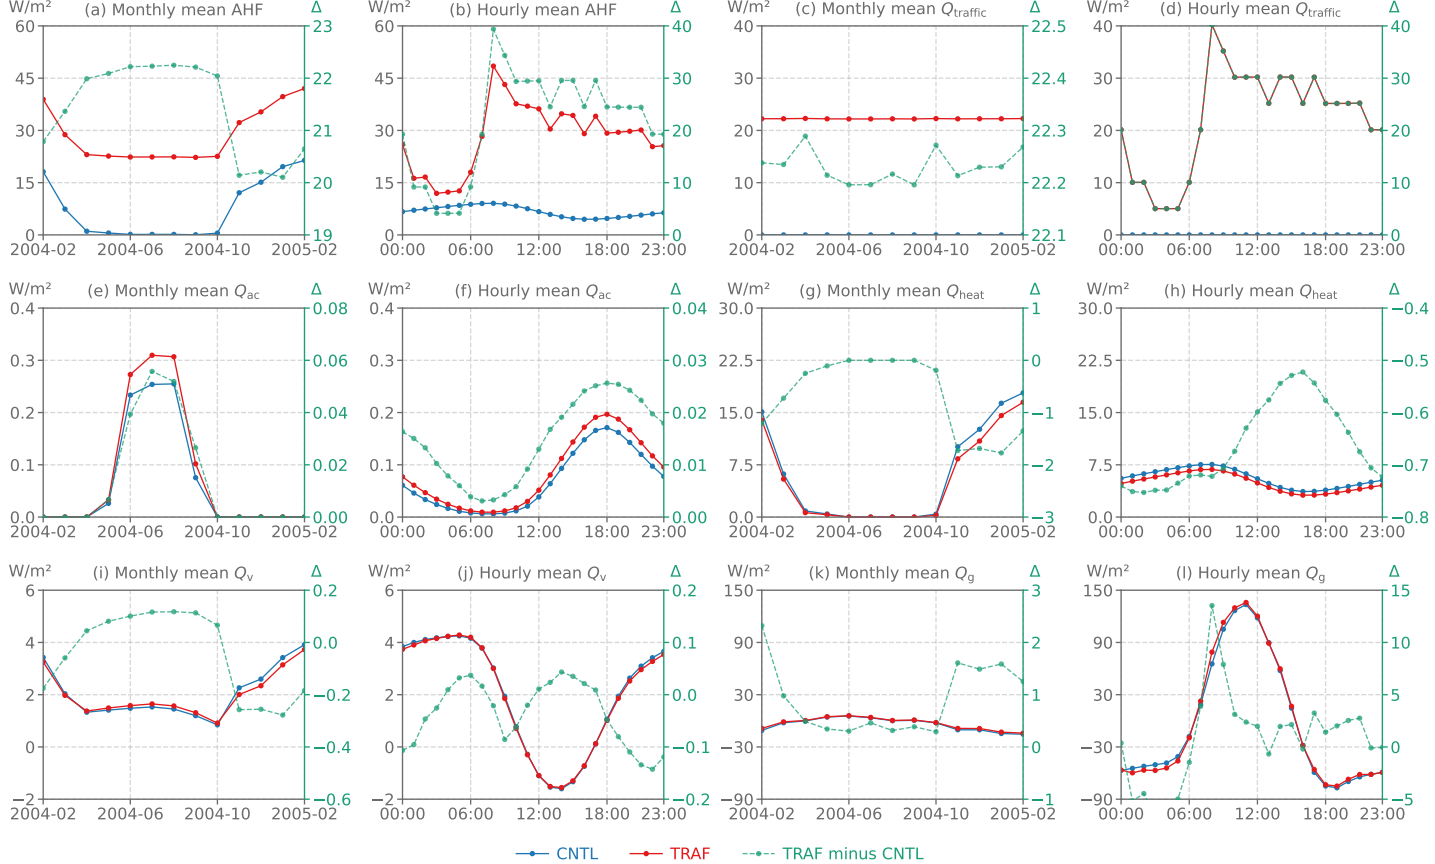 W/m² (a) Monthly mean AHF Δ
60 45 30 15 0
23 22 21 20 19
2004-02 2004-06 2004-10 2005-02
W/m² (b) Hourly mean AHF Δ
60 45 30 15 0
40 30 20 10 0
00:00 06:00 12:00 18:00 23:00
W/m² (c) Monthly mean Qtraffic Δ
40 30 20 10 0
22.5 22.4 22.3 22.2 22.1
2004-02 2004-06 2004-10 2005-02
W/m² (d) Hourly mean Qtraffic Δ
40 30 20 10 0
40 30 20 10 0
00:00 06:00 12:00 18:00 23:00
W/m² (e) Monthly mean Qac Δ
0.4 0.3 0.2 0.1 0.0
0.08 0.06 0.04 0.02 0.00
2004-02 2004-06 2004-10 2005-02
W/m² (f) Hourly mean Qac Δ
0.4 0.3 0.2 0.1 0.0
0.04 0.03 0.02 0.01 0.00
00:00 06:00 12:00 18:00 23:00
W/m² (g) Monthly mean Qheat Δ
30.0 22.5 15.0 7.5 0.0
1 0 −1 −2 −3
2004-02 2004-06 2004-10 2005-02
W/m² (h) Hourly mean Qheat Δ
30.0 22.5 15.0 7.5 0.0
−0.4 −0.5 −0.6 −0.7 −0.8
00:00 06:00 12:00 18:00 23:00
W/m² (i) Monthly mean Qv Δ
6 4 2 0 −2
0.2 0.0 −0.2 −0.4 −0.6
2004-02 2004-06 2004-10 2005-02
W/m² (j) Hourly mean Qv Δ
6 4 2 0 −2
0.2 0.1 0.0 −0.1 −0.2
00:00 06:00 12:00 18:00 23:00
W/m² (k) Monthly mean Qg Δ
150 90 30 −30 −90
3 2 1 0 −1
2004-02 2004-06 2004-10 2005-02
W/m² (l) Hourly mean Qg Δ
150 90 30 −30 −90
15 10 5 0 −5
00:00 06:00 12:00 18:00 23:00
CNTL TRAF TRAF minus CNTL